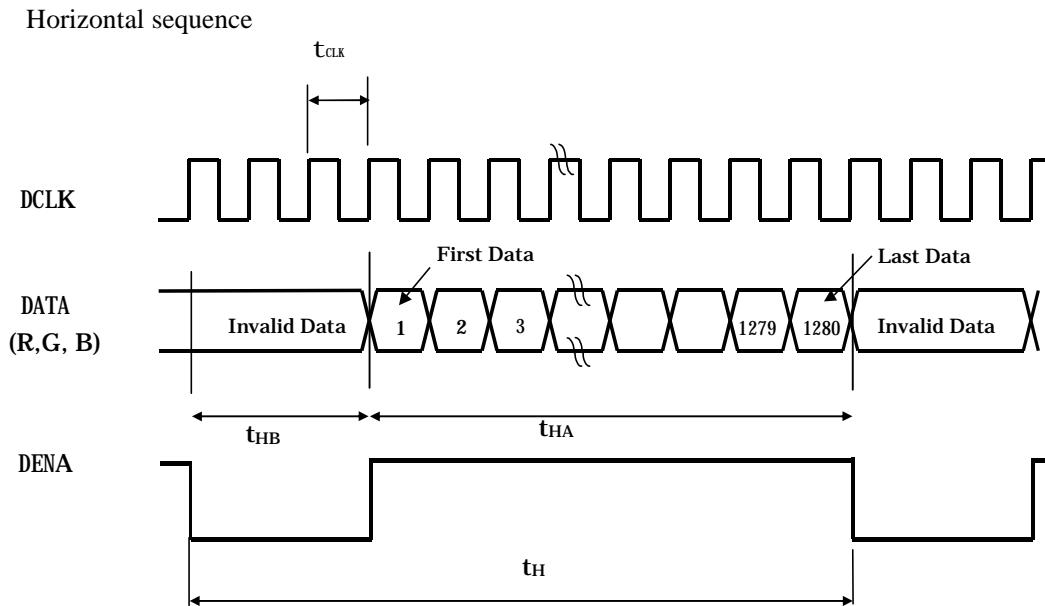 Horizontal sequence
tCLK
DCLK
First Data
Last Data
DATA
(R,G, B)
Invalid Data
1
2
3
1279
1280
Invalid Data
tHB
tHA
DENA
tH